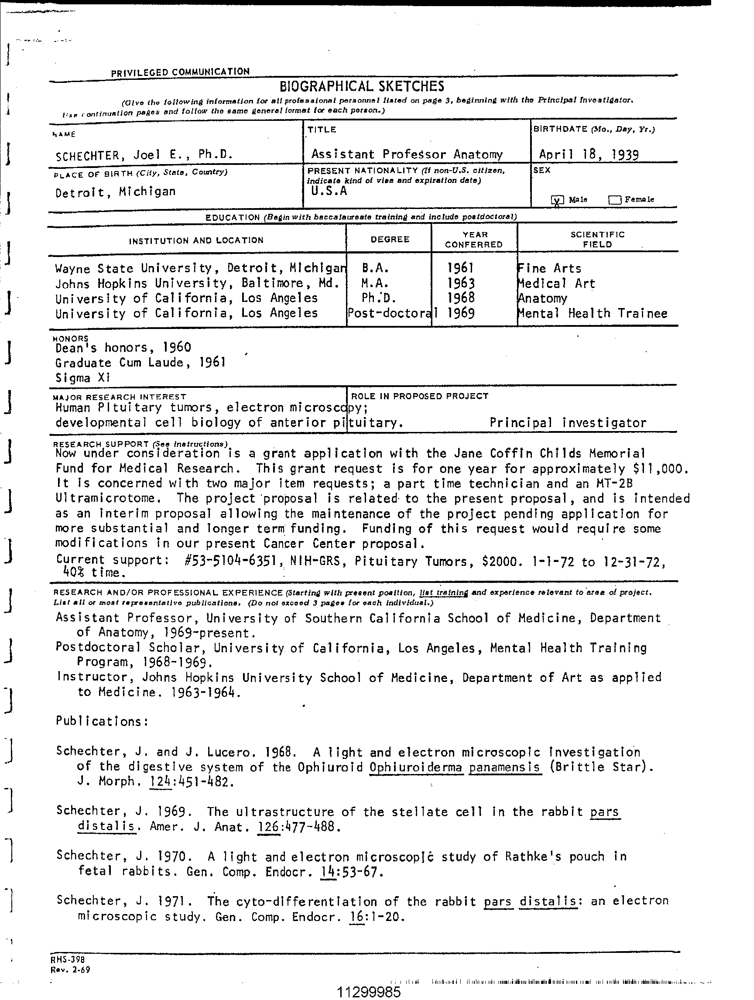 PRIVILEGED COMMUNICATION
BIOGRAPHICAL SKETCHES
(Give the following information for all professional personnel listed on page 3, beginning with the Principal Investigator.
Use continuation pages and follow the same general format for each person.)
NAME TITLE BIRTHDATE (Mo., Day, Yr.)
SCHECHTER, Joel E., Ph.D. Assistant Professor Anatomy April 18, 1939
PLACE OF BIRTH (City, State, Country) PRESENT NATIONALITY (If non-U.S. citizen, SEX
indicate kind of visa and expiration date)
Detroit, Michigan U.S.A
x Male Female
EDUCATION (Begin with baccalaureate training and include postdoctoral)
INSTITUTION AND LOCATION DEGREE YEAR CONFERRED SCIENTIFIC FIELD
Wayne State University, Detroit, Michigan B.A. 1961 Fine Arts
Johns Hopkins University, Baltimore, Md. M.A. 1963 Medical Art
University of California, Los Angeles Ph.D. 1968 Anatomy
University of California, Los Angeles Post-doctoral 1969 Mental Health Trainee
HONORS
Dean's honors, 1960
Graduate Cum Laude, 1961
Sigma Xi
MAJOR RESEARCH INTEREST ROLE IN PROPOSED PROJECT
Human Pituitary tumors, electron microscopy;
developmental cell biology of anterior pituitary. Principal investigator
RESEARCH SUPPORT (See instructions)
Now under consideration is a grant application with the Jane Coffin Childs Memorial
Fund for Medical Research. This grant request is for one year for approximately $11,000.
It is concerned with two major item requests; a part time technician and an MT-2B
Ultramicrotome. The project proposal is related to the present proposal, and is intended
as an interim proposal allowing the maintenance of the project pending application for
more substantial and longer term funding. Funding of this request would require some
modifications in our present Cancer Center proposal.
Current support: #53-5104-6351, NIH-GRS, Pituitary Tumors, $2000. 1-1-72 to 12-31-72,
40% time.
RESEARCH AND/OR PROFESSIONAL EXPERIENCE (Starting with present position, list training and experience relevant to area of project.
List all or most representative publications. (Do not exceed 3 pages for each individual.)
Assistant Professor, University of Southern California School of Medicine, Department
of Anatomy, 1969-present.
Postdoctoral Scholar, University of California, Los Angeles, Mental Health Training
Program, 1968-1969.
Instructor, Johns Hopkins University School of Medicine, Department of Art as applied
to Medicine. 1963-1964.
Publications:
Schechter, J. and J. Lucero. 1968. A light and electron microscopic investigation
of the digestive system of the Ophiuroid Ophiuroiderma panamensis (Brittle Star).
J. Morph. 124:451-482.
Schechter, J. 1969. The ultrastructure of the stellate cell in the rabbit pars
distalis. Amer. J. Anat. 126:477-488.
Schechter, J. 1970. A light and electron microscopic study of Rathke's pouch in
fetal rabbits. Gen. Comp. Endocr. 14:53-67.
Schechter, J. 1971. The cyto-differentiation of the rabbit pars distalis: an electron
microscopic study. Gen. Comp. Endocr. 16:1-20.
RHS-398
Rev. 2-69
11299985